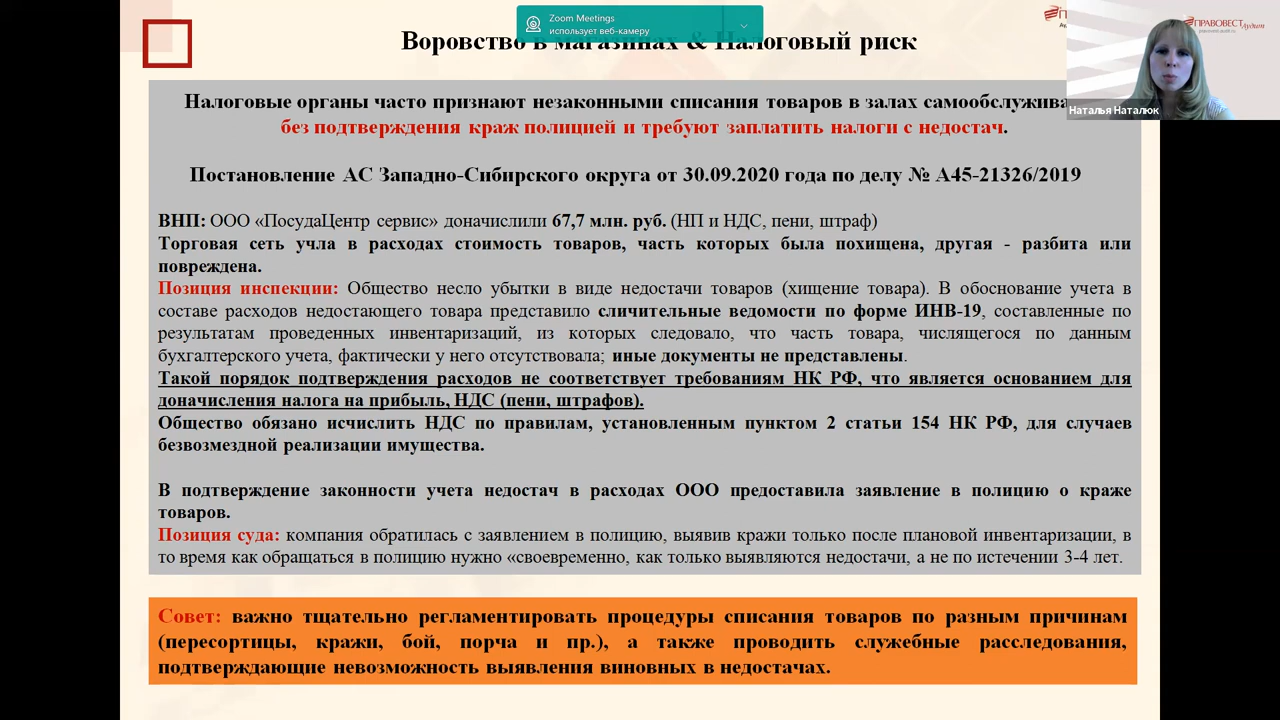 Zoom Meetings
использует веб-камеру
Воровство в магазинах & Налоговый риск
ПРАВОВЕСТ
Аудит
pravovest-audit.ru
Наталья Наталюк
Налоговые органы часто признают незаконными списания товаров в залах
без подтверждения краж полицией и требуют заплатить налоги с недостач.
Постановление АС Западно-Сибирского округа от 30.09.2020 года по делу № А45-21326/2019
ВНП: ООО «ПосудаЦентр сервис» доначислили 67,7 млн. руб. (НП и НДС, пени, штраф)
Торговая сеть учла в расходах стоимость товаров, часть которых была похищена, другая - разбита или
повреждена.
Позиция инспекции: Общество несло убытки в виде недостачи товаров (хищение товара). В обоснование учета в
составе расходов недостающего товара представило сличительные ведомости по форме ИНВ-19, составленные по
результатам проведенных инвентаризаций, из которых следовало, что часть товара, числящегося по данным
бухгалтерского учета, фактически у него отсутствовала; иные документы не представлены.
Такой порядок подтверждения расходов не соответствует требованиям НК РФ, что является основанием для
доначисления налога на прибыль, НДС (пени, штрафов).
Общество обязано исчислить НДС по правилам, установленным пунктом 2 статьи 154 НК РФ, для случаев
безвозмездной реализации имущества.
В подтверждение законности учета недостач в расходах ООО предоставила заявление в полицию о краже
товаров.
Позиция суда: компания обратилась с заявлением в полицию, выявив кражи только после плановой инвентаризации, в
то время как обращаться в полицию нужно «своевременно, как только выявляются недостачи, а не по истечении 3-4 лет.
Совет: важно тщательно регламентировать процедуры списания товаров по разным причинам
(пересортицы, кражи, бой, порча и пр.), а также проводить служебные расследования,
подтверждающие невозможность выявления виновных в недостачах.